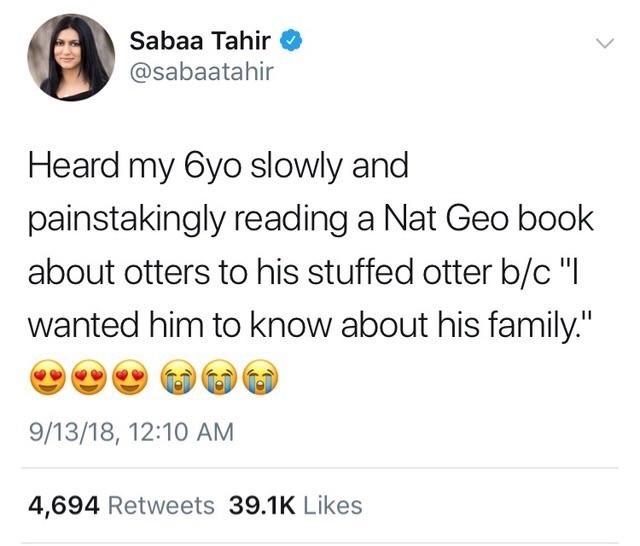 Sabaa Tahir
@sabaatahir
Heard my 6yo slowly and
painstakingly reading a Nat Geo book
about otters to his stuffed otter b/c "I
wanted him to know about his family."
😍😍😍 😭😭😭
9/13/18, 12:10 AM
4,694 Retweets 39.1K Likes